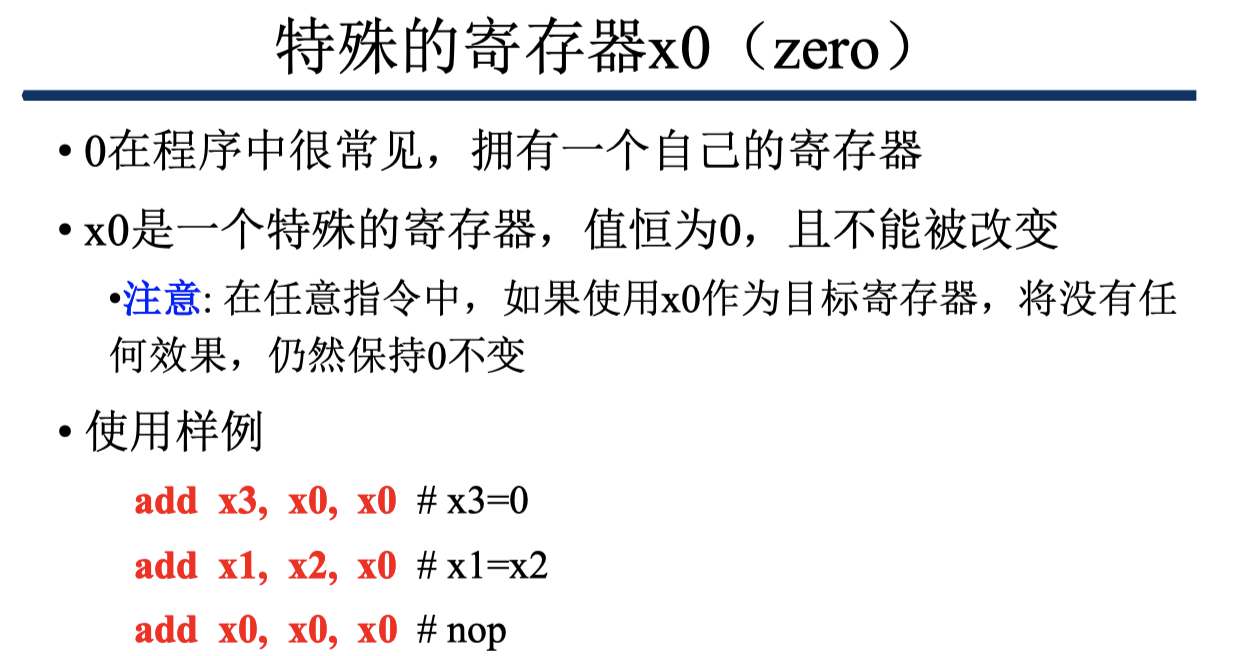 特殊的寄存器x0（zero）
• 0在程序中很常见，拥有一个自己的寄存器
• x0是一个特殊的寄存器，值恒为0，且不能被改变
•注意: 在任意指令中，如果使用x0作为目标寄存器，将没有任
何效果，仍然保持0不变
• 使用样例
add x3, x0, x0 # x3=0
add x1, x2, x0 # x1=x2
add x0, x0, x0 # nop